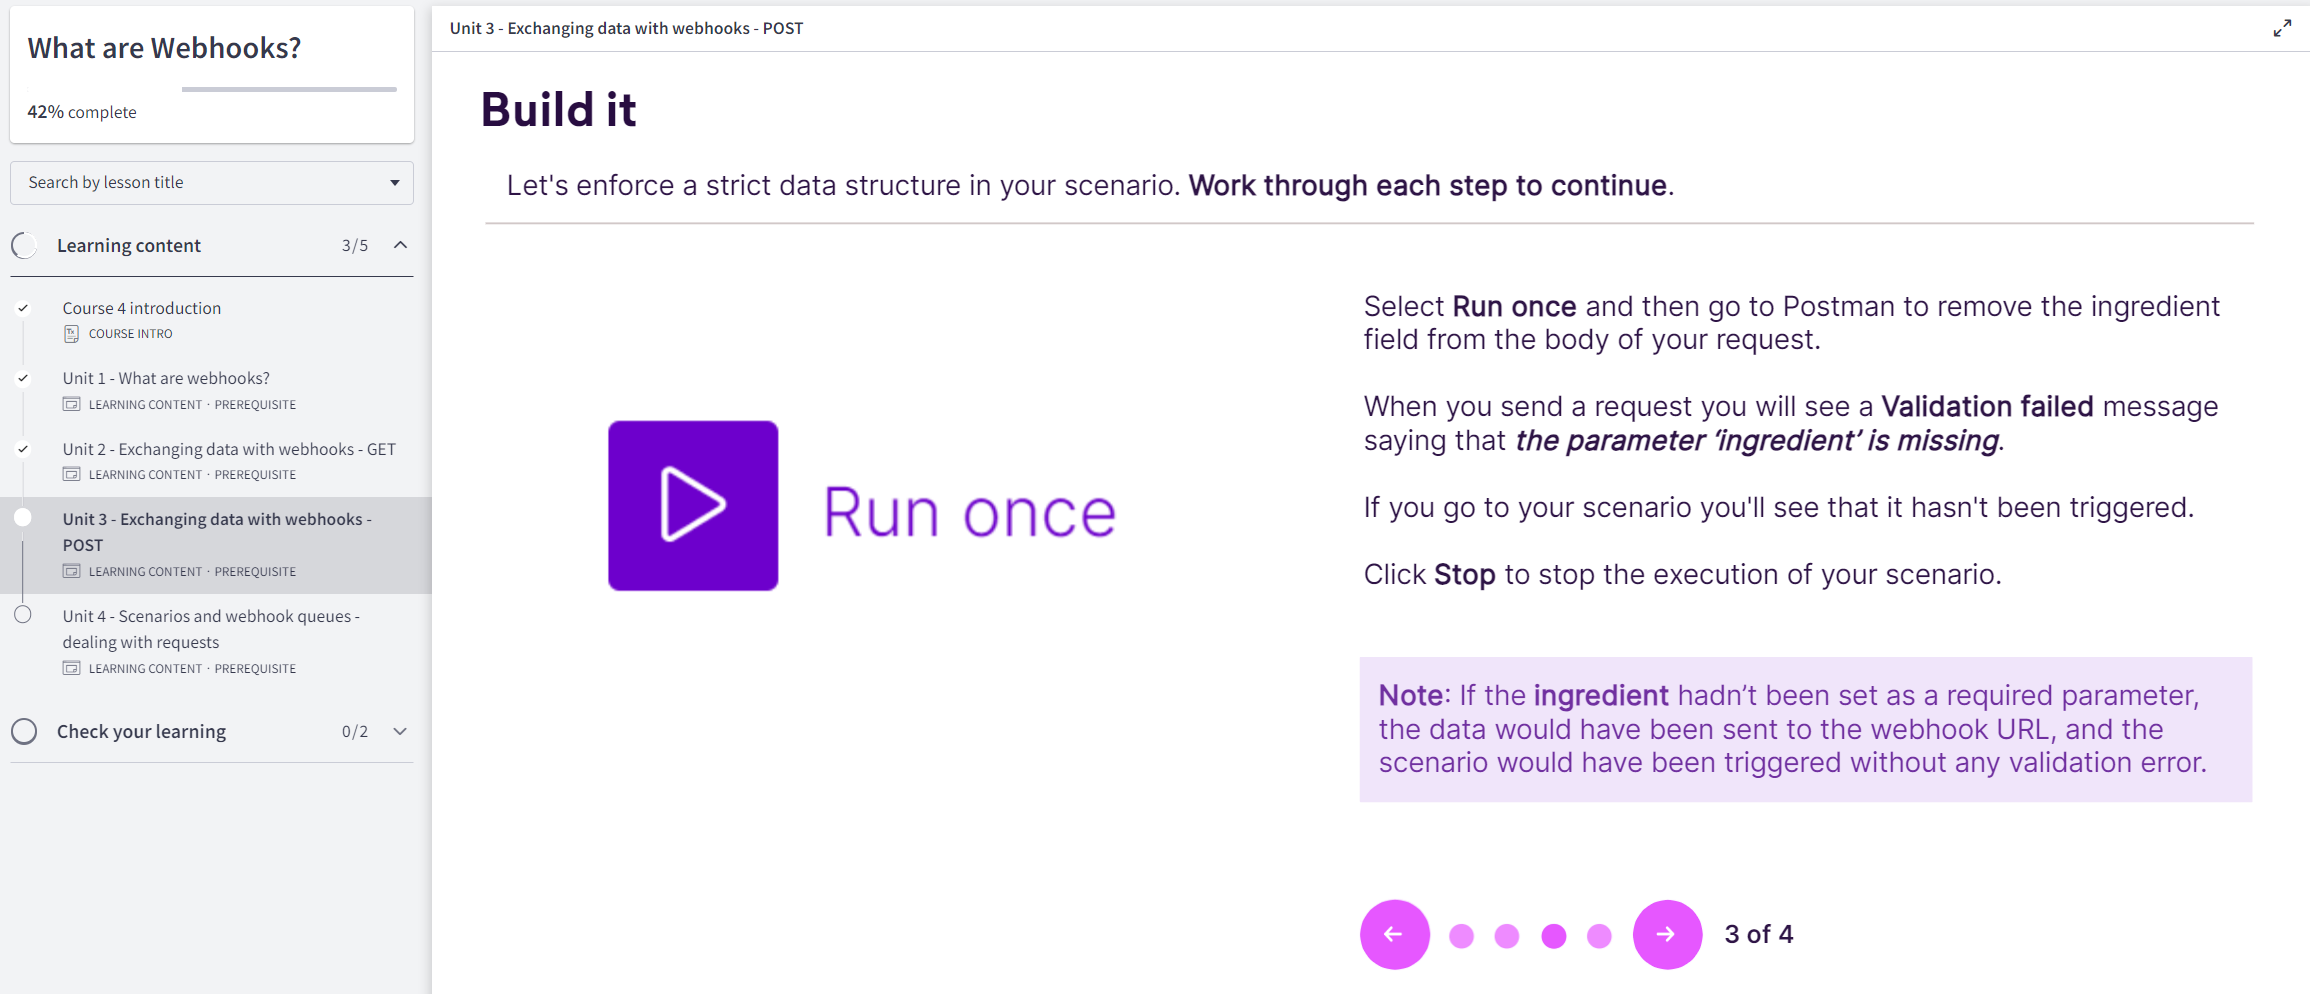 What are Webhooks?
42% complete
Search by lesson title
Learning content 3/5
Course 4 introduction
Tx COURSE INTRO
Unit 1 - What are webhooks?
LEARNING CONTENT · PREREQUISITE
Unit 2 - Exchanging data with webhooks - GET
LEARNING CONTENT · PREREQUISITE
Unit 3 - Exchanging data with webhooks -
POST
LEARNING CONTENT · PREREQUISITE
Unit 4 - Scenarios and webhook queues -
dealing with requests
LEARNING CONTENT · PREREQUISITE
Check your learning 0/2
Unit 3 - Exchanging data with webhooks - POST
Build it
Let's enforce a strict data structure in your scenario. Work through each step to continue.
Run once
Select Run once and then go to Postman to remove the ingredient
field from the body of your request.
When you send a request you will see a Validation failed message
saying that the parameter ‘ingredient’ is missing.
If you go to your scenario you'll see that it hasn't been triggered.
Click Stop to stop the execution of your scenario.
Note: If the ingredient hadn’t been set as a required parameter,
the data would have been sent to the webhook URL, and the
scenario would have been triggered without any validation error.
3 of 4